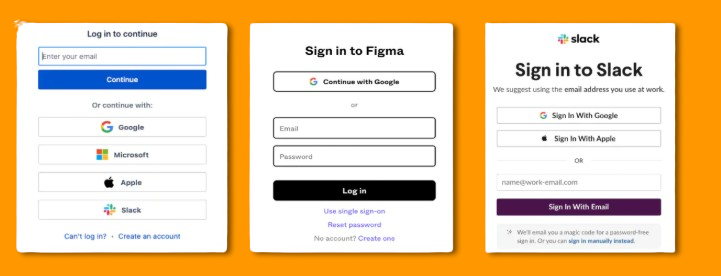 Log in to continue
Enter your email
Continue
Or continue with:
Google
Microsoft
Apple
Slack
Can't log in? • Create an account
Sign in to Figma
Continue with Google
or
Email
Password
Log in
Use single sign-on
Reset password
No account? Create one
slack
Sign in to Slack
We suggest using the email address you use at work.
Sign In With Google
Sign In With Apple
OR
name@work-email.com
Sign In With Email
We'll email you a magic code for a password-free
sign in. Or you can sign in manually instead.